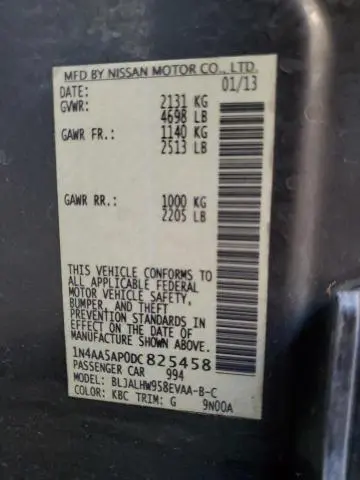 MFD BY NISSAN MOTOR CO., LTD.
DATE: 01/13
GVWR: 2131 KG
4698 LB
GAWR FR.: 1140 KG
2513 LB
GAWR RR.: 1000 KG
2205 LB
THIS VEHICLE CONFORMS TO
ALL APPLICABLE FEDERAL
MOTOR VEHICLE SAFETY,
BUMPER, AND THEFT
PREVENTION STANDARDS IN
EFFECT ON THE DATE OF
MANUFACTURE SHOWN ABOVE.
1N4AA5AP0DC825458
PASSENGER CAR 994
MODEL: BLJALHW958EVAA-B-C
COLOR: KBC TRIM: G 9N00A